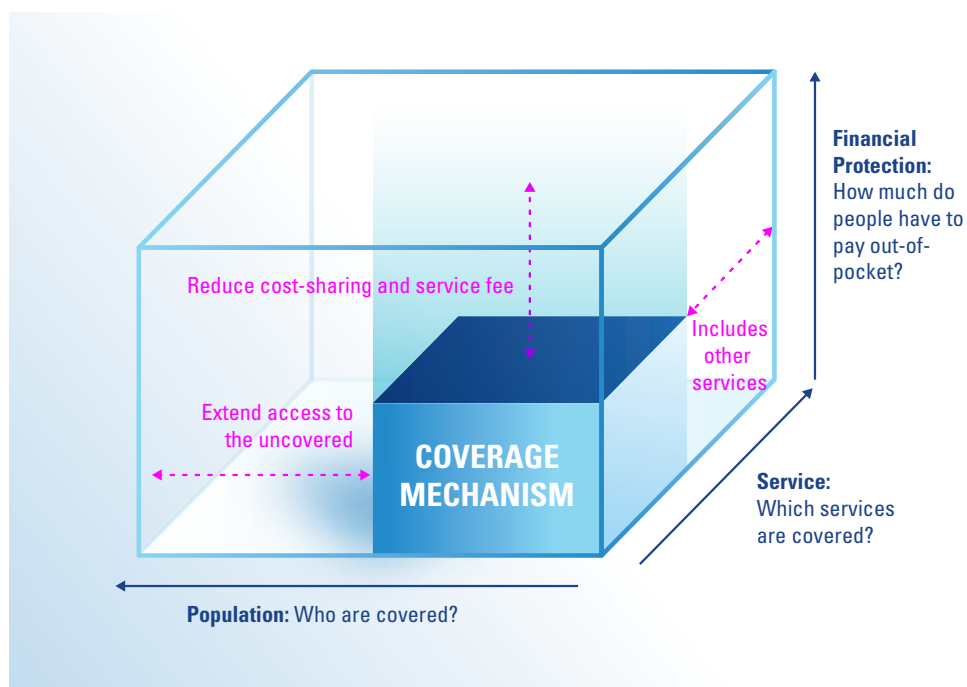 Financial
Protection:
How much do
people have to
pay out-of-
pocket?
Reduce cost-sharing and service fee
Includes
other
services
Extend access to
the uncovered
COVERAGE
MECHANISM
Service:
Which services
are covered?
Population: Who are covered?